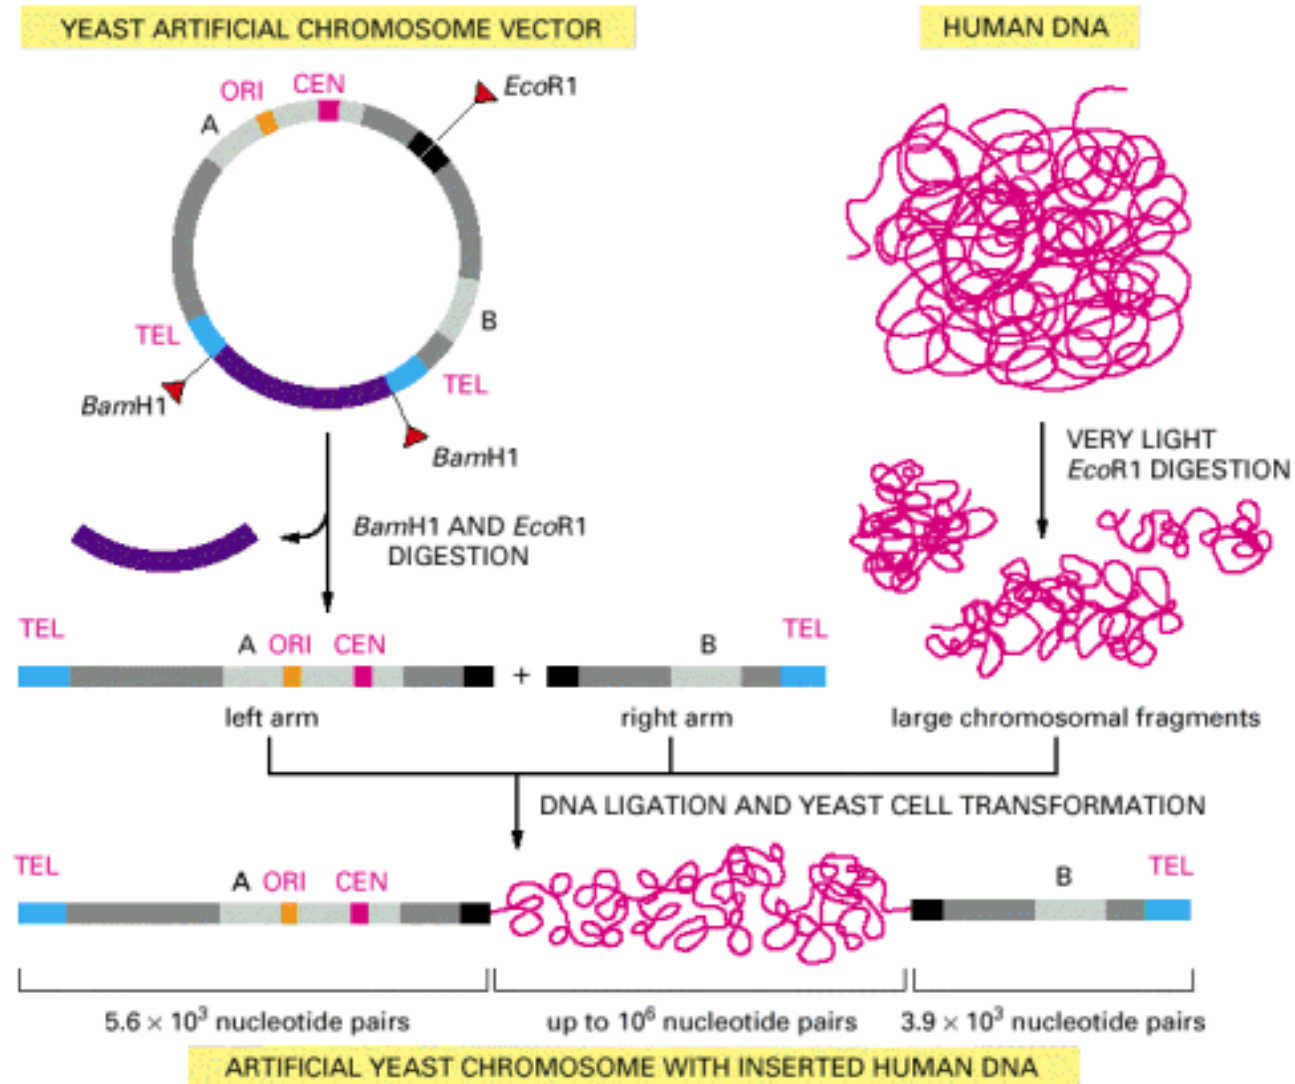 YEAST ARTIFICIAL CHROMOSOME VECTOR
HUMAN DNA
ORI
CEN
EcoR1
A
B
TEL
TEL
BamH1
BamH1
VERY LIGHT
EcoR1 DIGESTION
BamH1 AND EcoR1
DIGESTION
TEL
A
ORI
CEN
+
B
TEL
left arm
right arm
large chromosomal fragments
DNA LIGATION AND YEAST CELL TRANSFORMATION
TEL
A
ORI
CEN
B
TEL
5.6 × 10³ nucleotide pairs
up to 10⁶ nucleotide pairs
3.9 × 10³ nucleotide pairs
ARTIFICIAL YEAST CHROMOSOME WITH INSERTED HUMAN DNA